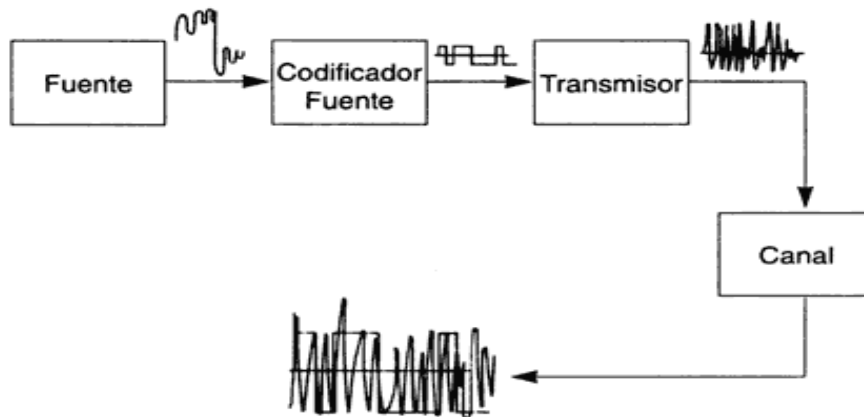 Fuente
Codificador
Fuente
Transmisor
Canal